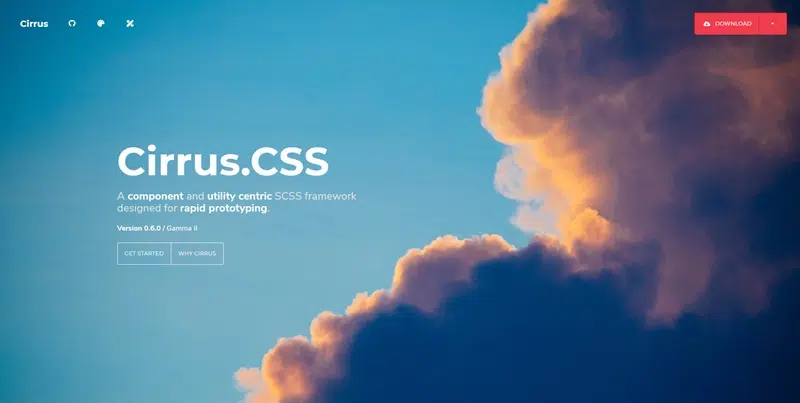 Cirrus
DOWNLOAD
Cirrus.CSS
A component and utility centric SCSS framework
designed for rapid prototyping.
Version 0.6.0 / Gamma II
GET STARTED
WHY CIRRUS